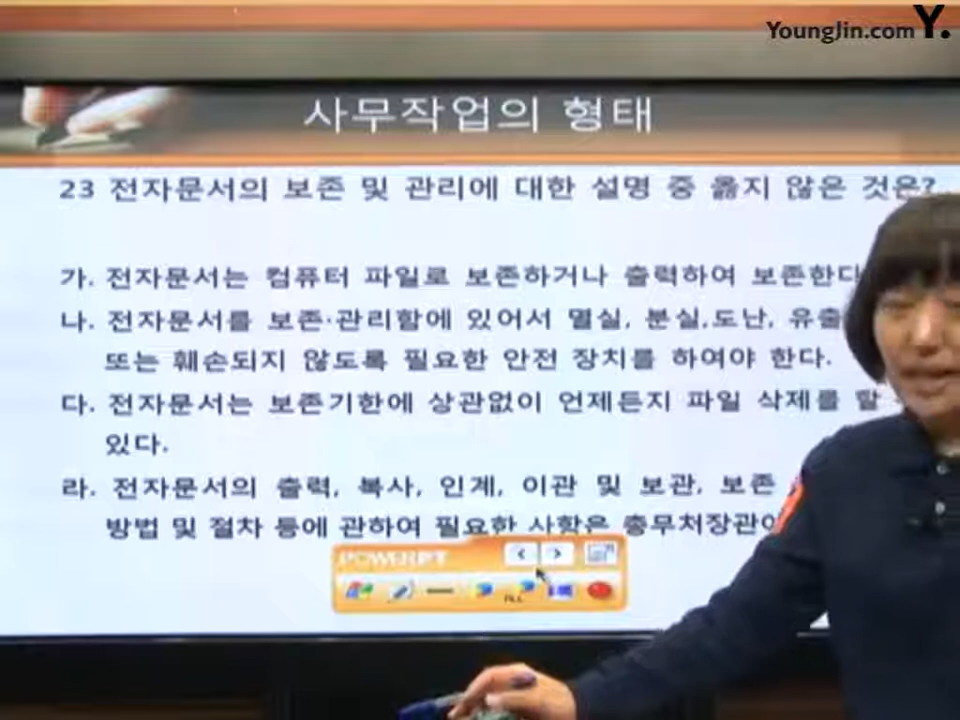 YoungJin.com Y.
사무작업의 형태
23 전자문서의 보존 및 관리에 대한 설명 중 옳지 않은 것은?
가. 전자문서는 컴퓨터 파일로 보존하거나 출력하여 보존한다
나. 전자문서를 보존·관리함에 있어서 멸실, 분실,도난, 유출
또는 훼손되지 않도록 필요한 안전 장치를 하여야 한다.
다. 전자문서는 보존기한에 상관없이 언제든지 파일 삭제를 할
있다.
라. 전자문서의 출력, 복사, 인계, 이관 및 보관, 보존
방법 및 절차 등에 관하여 필요한 사항은 총무처장관이